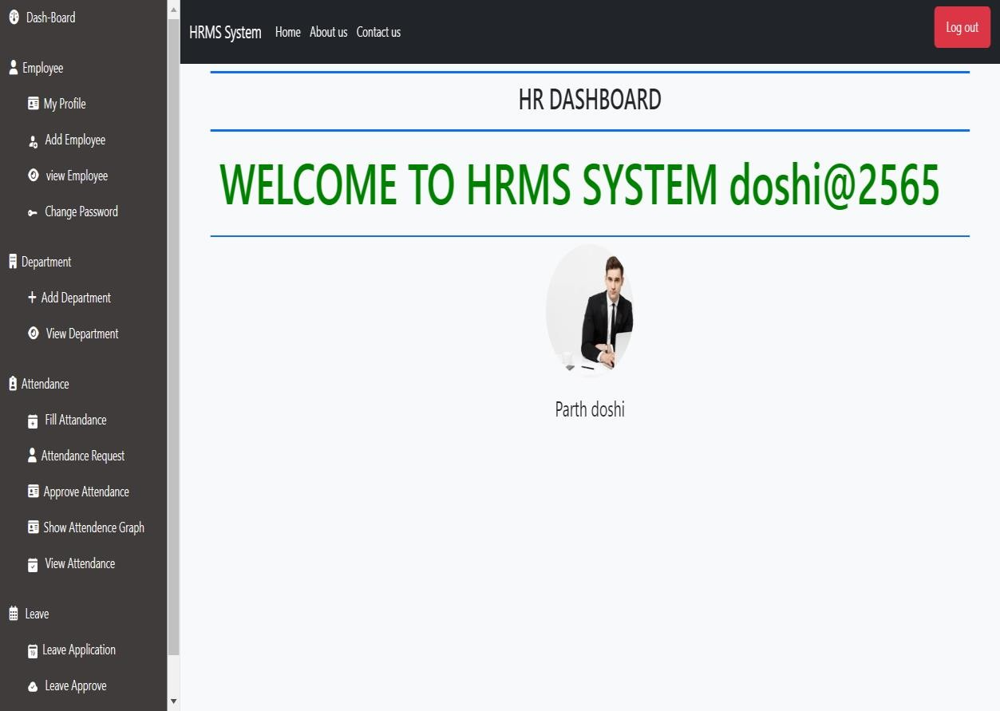 Dash-Board
Employee
My Profile
Add Employee
view Employee
Change Password
Department
Add Department
View Department
Attendance
Fill Attandance
Attendance Request
Approve Attendance
Show Attendence Graph
View Attendance
Leave
Leave Application
Leave Approve
HRMS System Home About us Contact us
Log out
HR DASHBOARD
WELCOME TO HRMS SYSTEM doshi@2565
Parth doshi